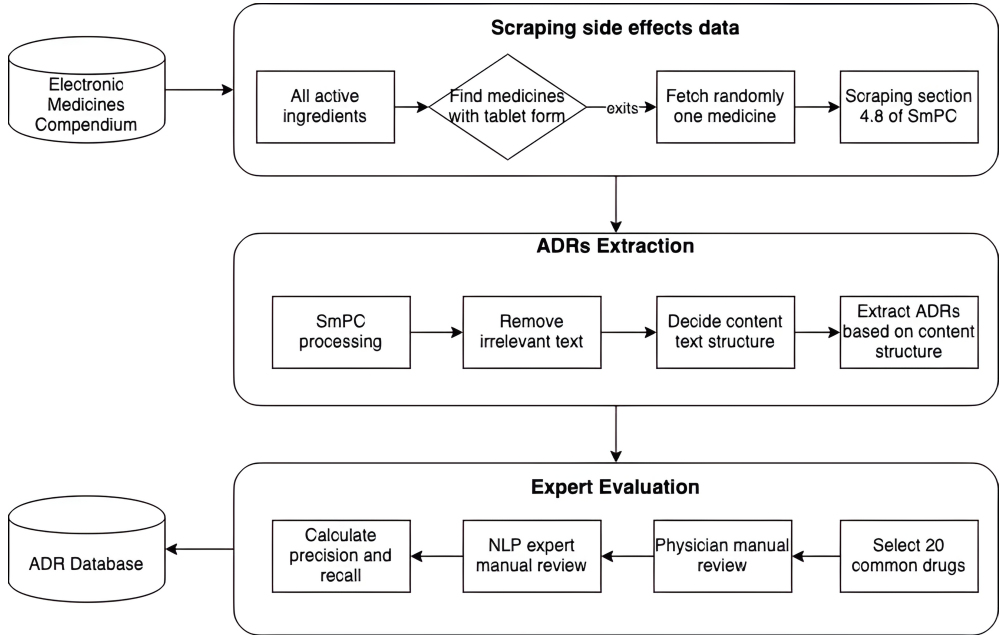 Scraping side effects data
Electronic
Medicines
Compendium
All active
ingredients
Find medicines
with tablet form
exits
Fetch randomly
one medicine
Scraping section
4.8 of SmPC
ADRs Extraction
SmPC
processing
Remove
irrelevant text
Decide content
text structure
Extract ADRs
based on content
structure
Expert Evaluation
ADR Database
Calculate
precision and
recall
NLP expert
manual review
Physician manual
review
Select 20
common drugs